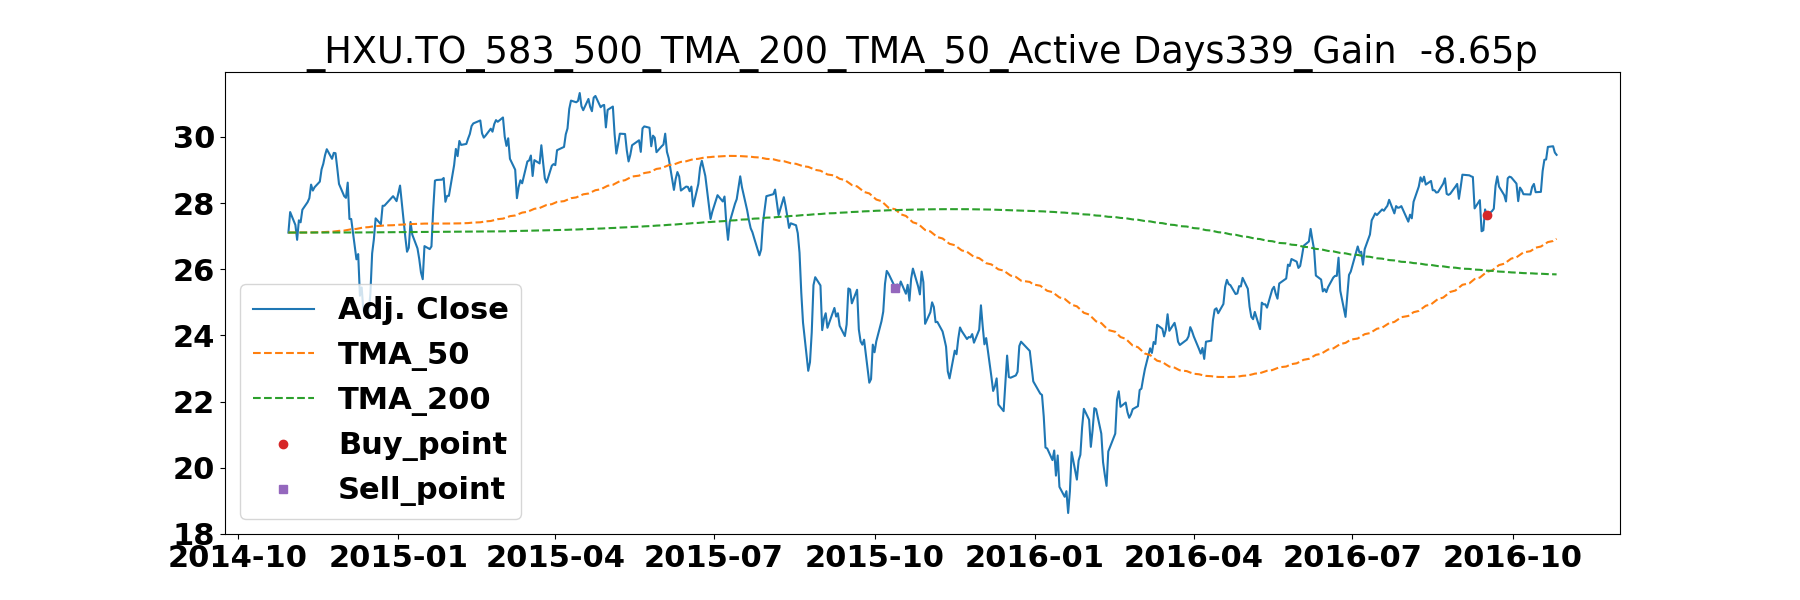 _HXU.TO_583_500_TMA_200_TMA_50_Active Days339_Gain  -8.65p
30
28
26
24
22
20
18
Adj. Close
TMA_50
TMA_200
Buy_point
Sell_point
2014-10 2015-01 2015-04 2015-07 2015-10 2016-01 2016-04 2016-07 2016-10